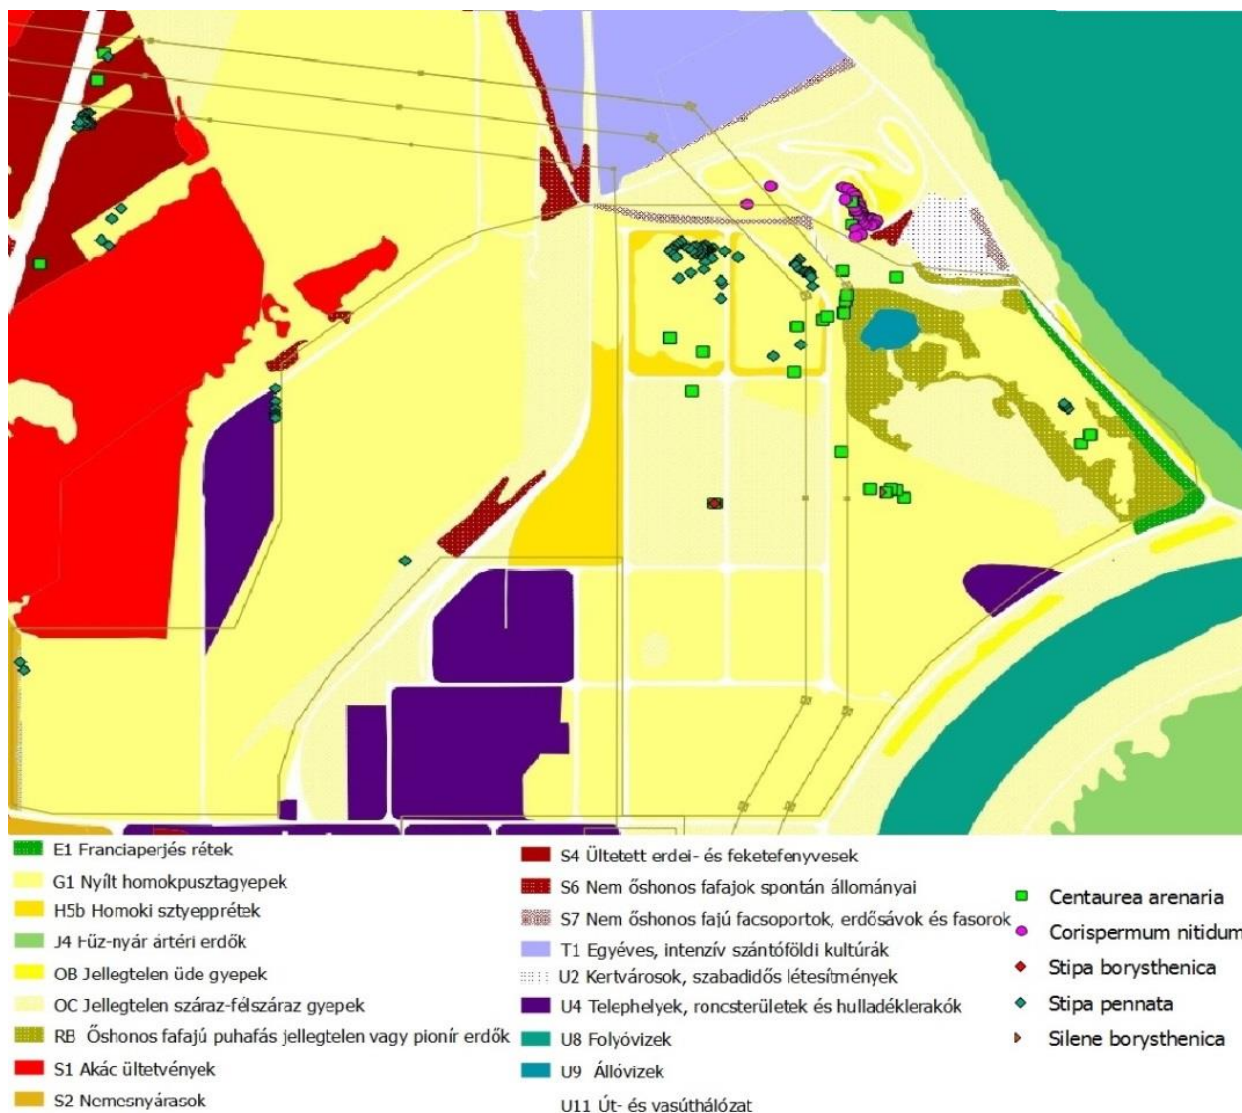 E1 Franciaperjés rétek
G1 Nyílt homokpusztagyepek
H5b Homoki sztyepprétek
J4 Fűz-nyár ártéri erdők
OB Jellegtelen üde gyepek
OC Jellegtelen száraz-félszáraz gyepek
RB Őshonos fafajú puhafás jellegtelen vagy pionír erdők
S1 Akác ültetvények
S2 Nemesnyárasok
S4 Ültetett erdei- és feketefenyvesek
S6 Nem őshonos fafajok spontán állományai
S7 Nem őshonos fajú facsoportok, erdősávok és fasorok
T1 Egyéves, intenzív szántóföldi kultúrák
U2 Kertvárosok, szabadidős létesítmények
U4 Telephelyek, roncsterületek és hulladéklerakók
U8 Folyóvizek
U9 Állóvizek
U11 Út- és vasúthálózat
Centaurea arenaria
Corispermum nitidum
Stipa borysthenica
Stipa pennata
Silene borysthenica